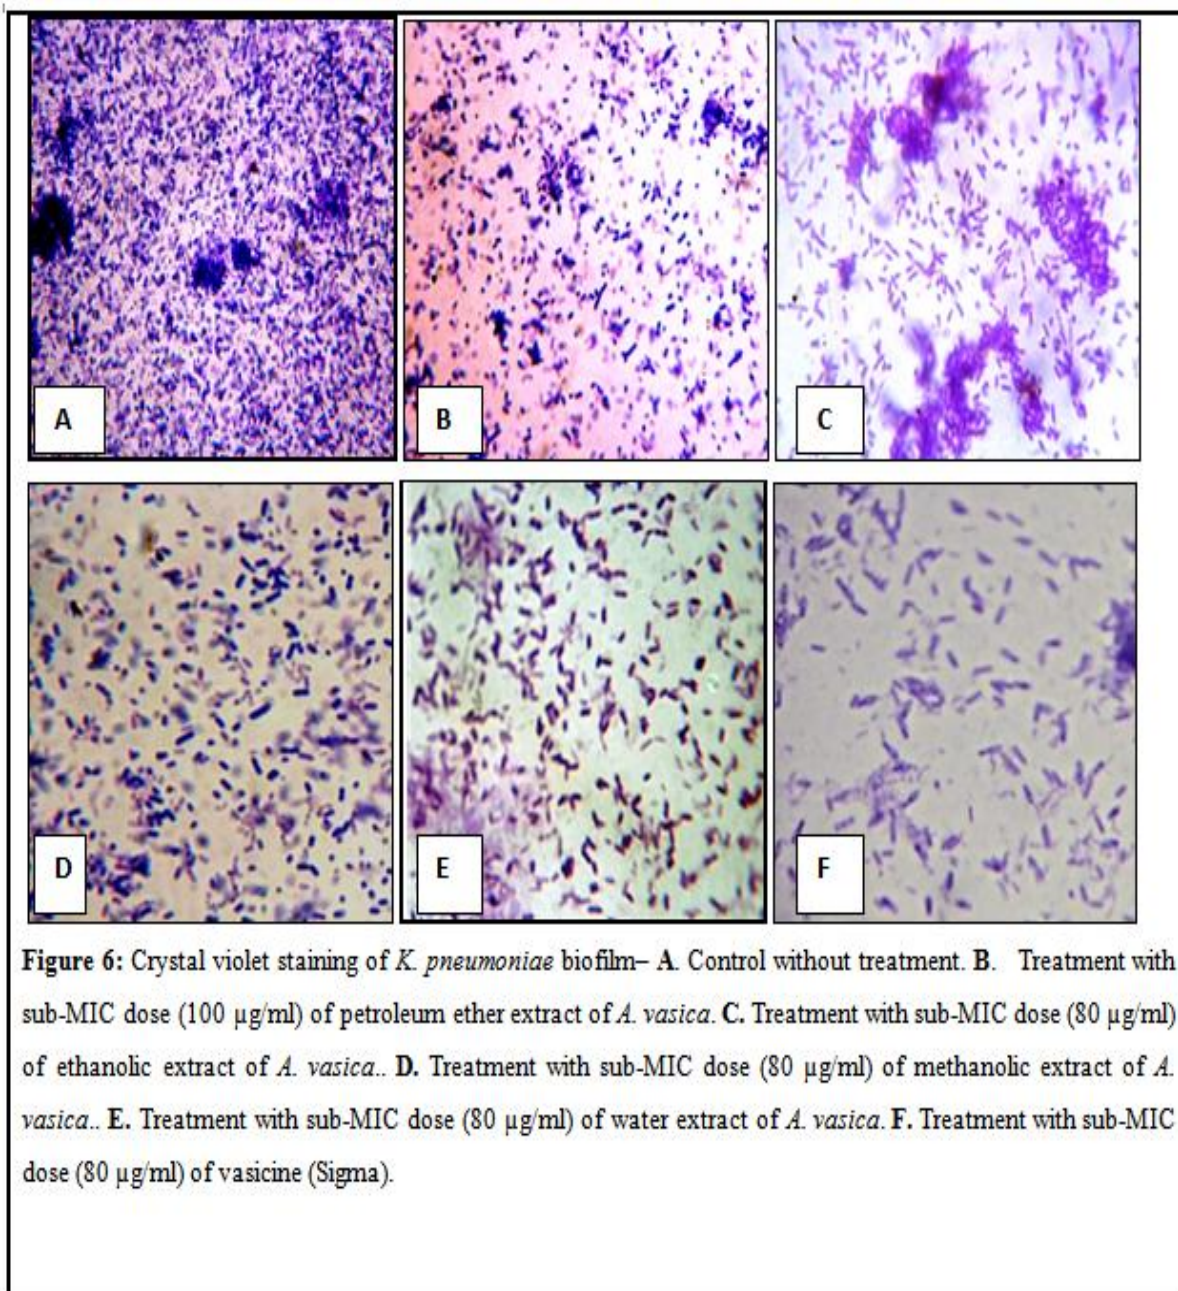 A
B
C
D
E
F
Figure 6: Crystal violet staining of K. pneumoniae biofilm– A. Control without treatment. B. Treatment with
sub-MIC dose (100 µg/ml) of petroleum ether extract of A. vasica. C. Treatment with sub-MIC dose (80 µg/ml)
of ethanolic extract of A. vasica.. D. Treatment with sub-MIC dose (80 µg/ml) of methanolic extract of A.
vasica.. E. Treatment with sub-MIC dose (80 µg/ml) of water extract of A. vasica. F. Treatment with sub-MIC
dose (80 µg/ml) of vasicine (Sigma).